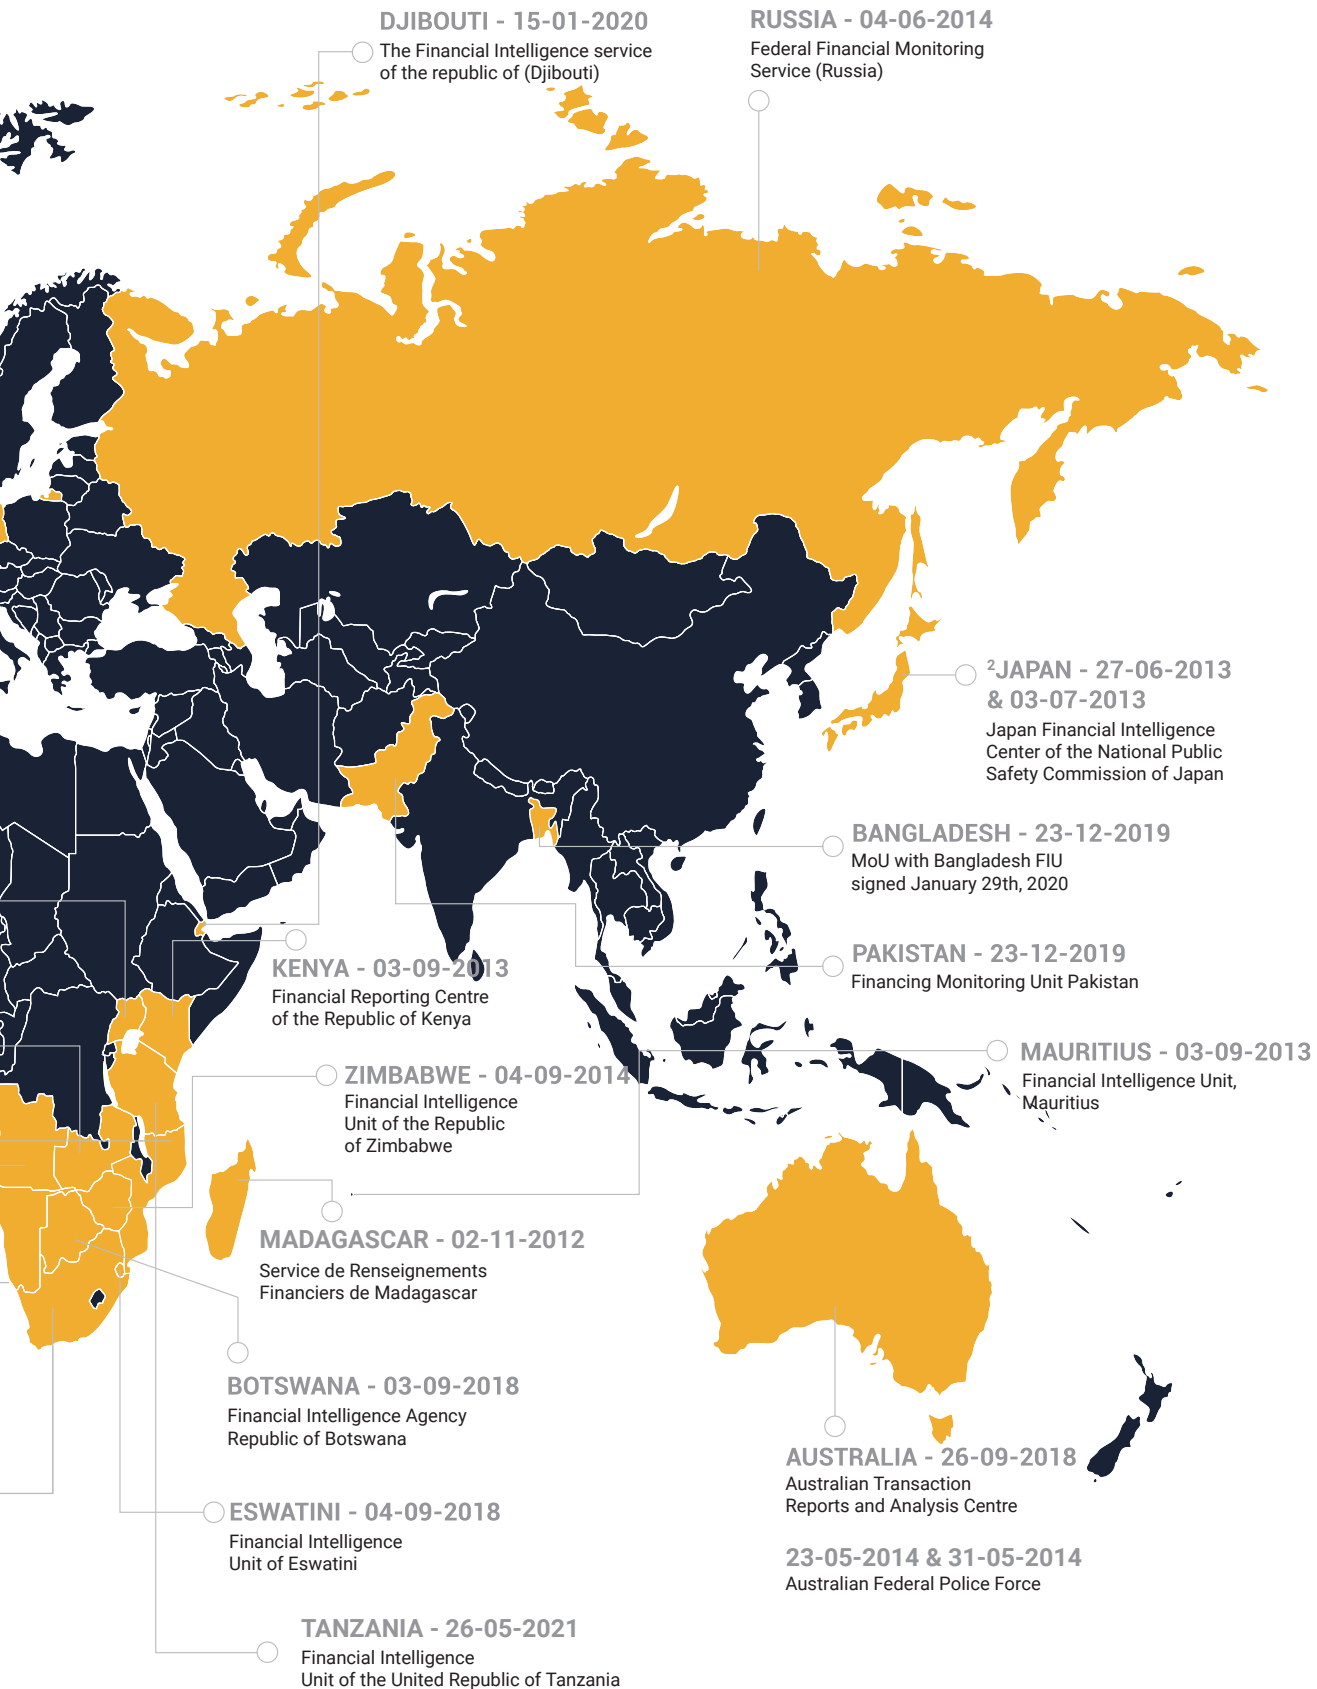 DJIBOUTI - 15-01-2020
The Financial Intelligence service
of the republic of (Djibouti)
RUSSIA - 04-06-2014
Federal Financial Monitoring
Service (Russia)
²JAPAN - 27-06-2013
& 03-07-2013
Japan Financial Intelligence
Center of the National Public
Safety Commission of Japan
BANGLADESH - 23-12-2019
MoU with Bangladesh FIU
signed January 29th, 2020
PAKISTAN - 23-12-2019
Financing Monitoring Unit Pakistan
KENYA - 03-09-2013
Financial Reporting Centre
of the Republic of Kenya
MAURITIUS - 03-09-2013
Financial Intelligence Unit,
Mauritius
ZIMBABWE - 04-09-2014
Financial Intelligence
Unit of the Republic
of Zimbabwe
MADAGASCAR - 02-11-2012
Service de Renseignements
Financiers de Madagascar
BOTSWANA - 03-09-2018
Financial Intelligence Agency
Republic of Botswana
AUSTRALIA - 26-09-2018
Australian Transaction
Reports and Analysis Centre
23-05-2014 & 31-05-2014
Australian Federal Police Force
ESWATINI - 04-09-2018
Financial Intelligence
Unit of Eswatini
TANZANIA - 26-05-2021
Financial Intelligence
Unit of the United Republic of Tanzania